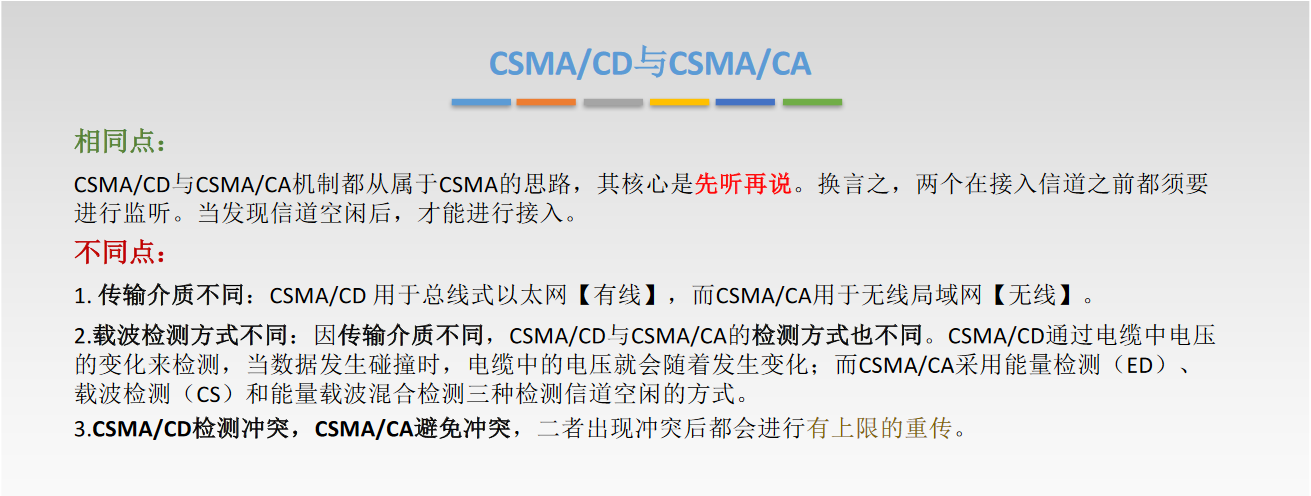 CSMA/CD与CSMA/CA
相同点：
CSMA/CD与CSMA/CA机制都从属于CSMA的思路，其核心是先听再说。换言之，两个在接入信道之前都须要
进行监听。当发现信道空闲后，才能进行接入。
不同点：
1. 传输介质不同：CSMA/CD 用于总线式以太网【有线】，而CSMA/CA用于无线局域网【无线】。
2.载波检测方式不同：因传输介质不同，CSMA/CD与CSMA/CA的检测方式也不同。CSMA/CD通过电缆中电压
的变化来检测，当数据发生碰撞时，电缆中的电压就会随着发生变化；而CSMA/CA采用能量检测（ED）、
载波检测（CS）和能量载波混合检测三种检测信道空闲的方式。
3.CSMA/CD检测冲突，CSMA/CA避免冲突，二者出现冲突后都会进行有上限的重传。